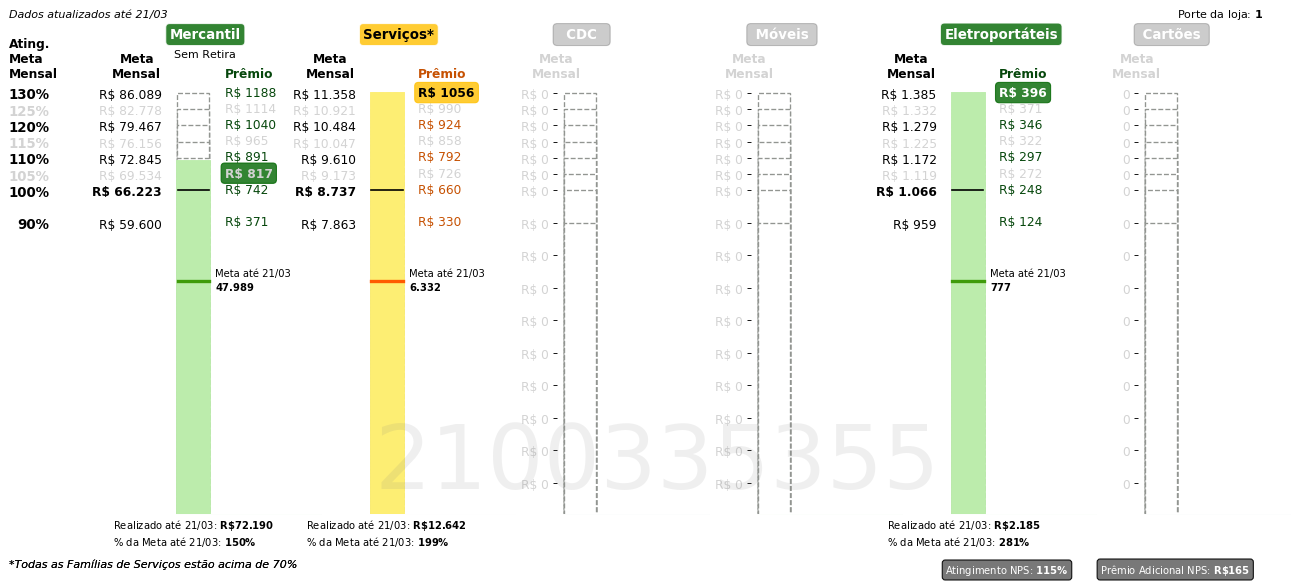 Dados atualizados até 21/03
Porte da loja: 1
Mercantil Serviços* CDC Móveis Eletroportáteis Cartões
Sem Retira
Ating. Meta Mensal
Meta Mensal Prêmio Meta Mensal Prêmio Meta Mensal Meta Mensal Meta Mensal Prêmio Meta Mensal
130% R$ 86.089 R$ 1188 R$ 11.358 R$ 1056 R$ 0 R$ 0 R$ 1.385 R$ 396 0
125% R$ 82.778 R$ 1114 R$ 10.921 R$ 990 R$ 0 R$ 0 R$ 1.332 R$ 371 0
120% R$ 79.467 R$ 1040 R$ 10.484 R$ 924 R$ 0 R$ 0 R$ 1.279 R$ 346 0
115% R$ 76.156 R$ 965 R$ 10.047 R$ 858 R$ 0 R$ 0 R$ 1.225 R$ 322 0
110% R$ 72.845 R$ 891 R$ 9.610 R$ 792 R$ 0 R$ 0 R$ 1.172 R$ 297 0
105% R$ 69.534 R$ 817 R$ 9.173 R$ 726 R$ 0 R$ 0 R$ 1.119 R$ 272 0
100% R$ 66.223 R$ 742 R$ 8.737 R$ 660 R$ 0 R$ 0 R$ 1.066 R$ 248 0
90% R$ 59.600 R$ 371 R$ 7.863 R$ 330 R$ 0 R$ 0 R$ 959 R$ 124 0
R$ 0 R$ 0 0
Meta até 21/03 Meta até 21/03 Meta até 21/03
47.989 6.332 R$ 0 R$ 0 777 0
R$ 0 R$ 0 0
R$ 0 R$ 0 0
R$ 0 R$ 0 0
R$ 0 R$ 0 0
R$ 0 R$ 0 0
2100335355
R$ 0 R$ 0 0
Realizado até 21/03: R$72.190 Realizado até 21/03: R$12.642 Realizado até 21/03: R$2.185
% da Meta até 21/03: 150% % da Meta até 21/03: 199% % da Meta até 21/03: 281%
*Todas as Famílias de Serviços estão acima de 70%
Atingimento NPS: 115% Prêmio Adicional NPS: R$165